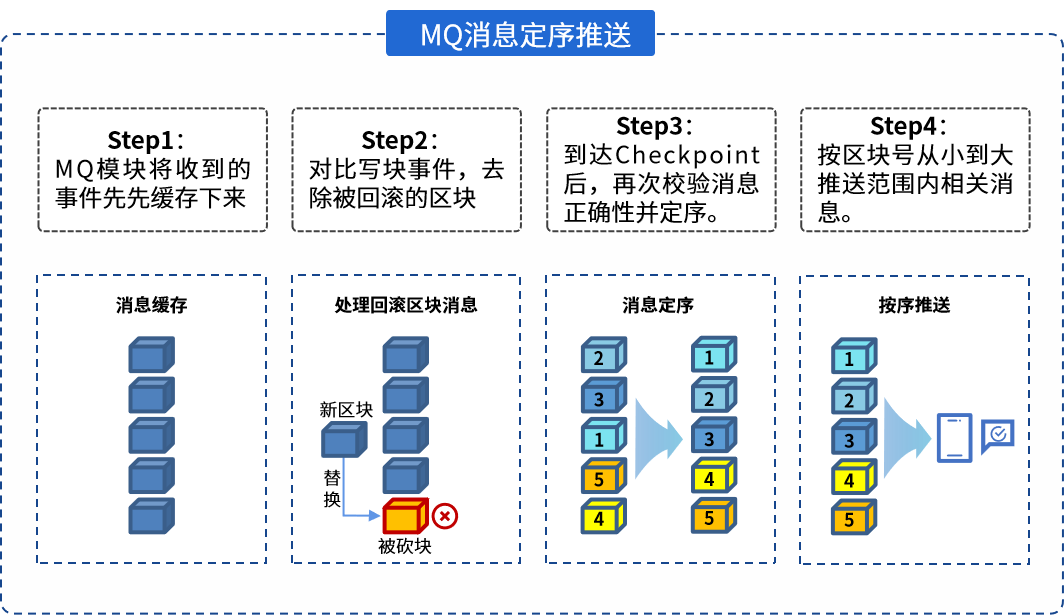 MQ消息定序推送
Step1：
MQ模块将收到的
事件先先缓存下来
Step2：
对比写块事件，去
除被回滚的区块
Step3：
到达Checkpoint
后，再次校验消息
正确性并定序。
Step4：
按区块号从小到大
推送范围内相关消
息。
消息缓存
处理回滚区块消息
新区块
替
换
被砍块
消息定序
2
3
1
5
4
1
2
3
4
5
按序推送
1
2
3
4
5